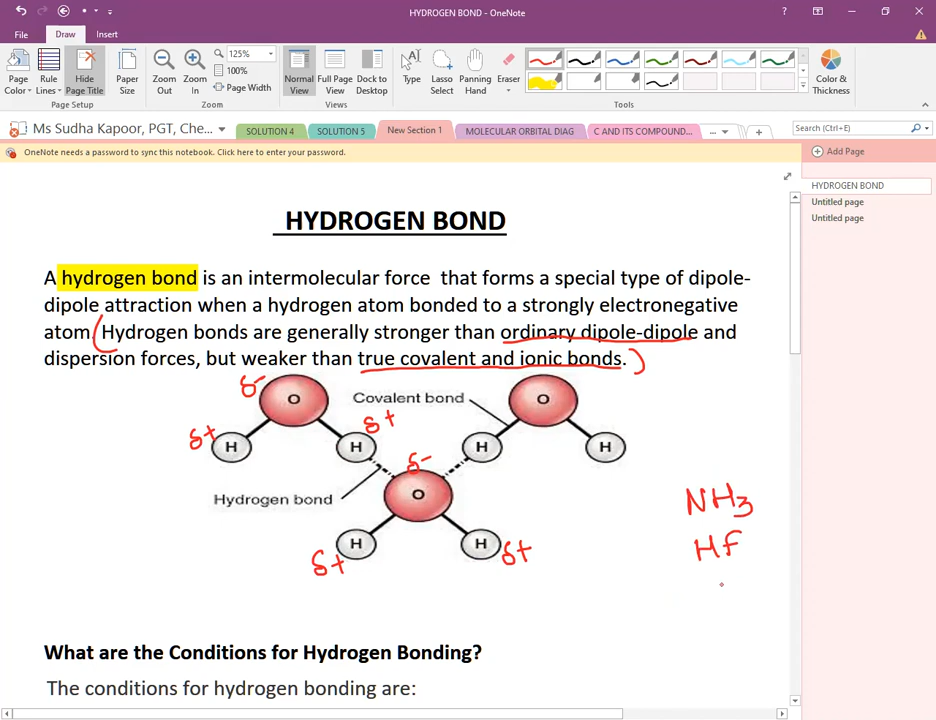 HYDROGEN BOND - OneNote
File Draw Insert
Page Color Rule Lines Hide Page Title Paper Size Zoom Out Zoom In 125% 100% Page Width Normal View Full Page View Dock to Desktop Type Lasso Select Panning Hand Eraser Color & Thickness
Page Setup Zoom Views Tools
Ms Sudha Kapoor, PGT, Che... SOLUTION 4 SOLUTION 5 New Section 1 MOLECULAR ORBITAL DIAG C AND ITS COMPOUND... ... + Search (Ctrl+E)
OneNote needs a password to sync this notebook. Click here to enter your password.
Add Page
HYDROGEN BOND
Untitled page
Untitled page
HYDROGEN BOND
A hydrogen bond is an intermolecular force that forms a special type of dipole-
dipole attraction when a hydrogen atom bonded to a strongly electronegative
atom. (Hydrogen bonds are generally stronger than ordinary dipole-dipole and
dispersion forces, but weaker than true covalent and ionic bonds.)
δ- O Covalent bond O
δ+ H H δ+ H H
δ-
Hydrogen bond O
H H
δ+ δ+
NH3
HF
What are the Conditions for Hydrogen Bonding?
The conditions for hydrogen bonding are: